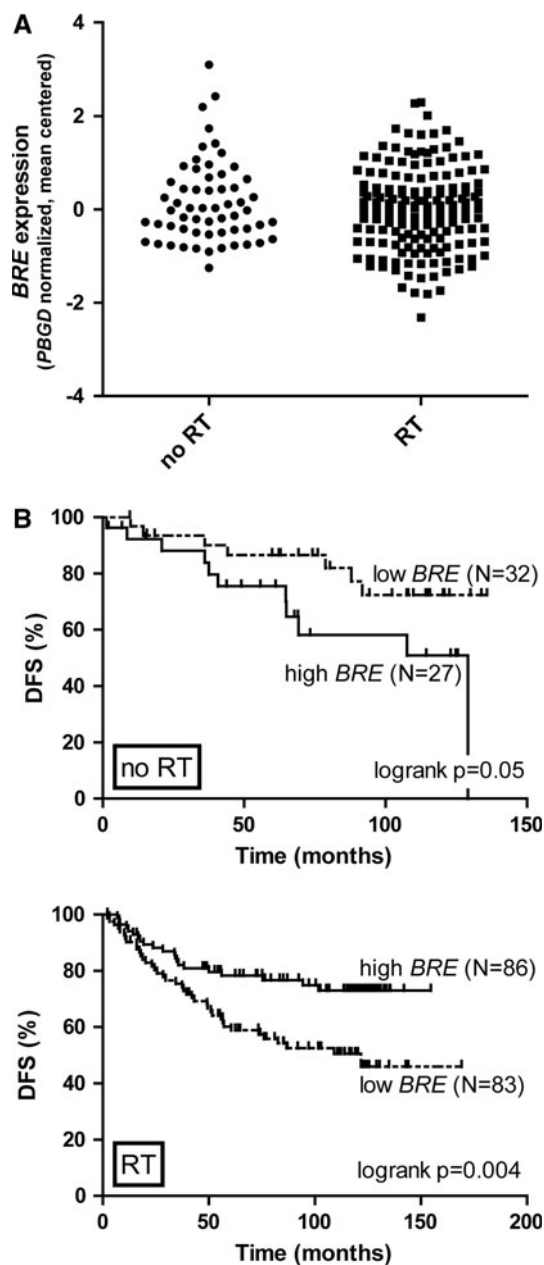 A
4
2
0
-2
-4
BRE expression
(PBGD normalized, mean centered)
no RT
RT
B
100
80
60
40
20
0
DFS (%)
low BRE (N=32)
high BRE (N=27)
no RT
logrank p=0.05
0
50
100
150
Time (months)
100
80
60
40
20
0
DFS (%)
high BRE (N=86)
low BRE (N=83)
RT
logrank p=0.004
0
50
100
150
200
Time (months)